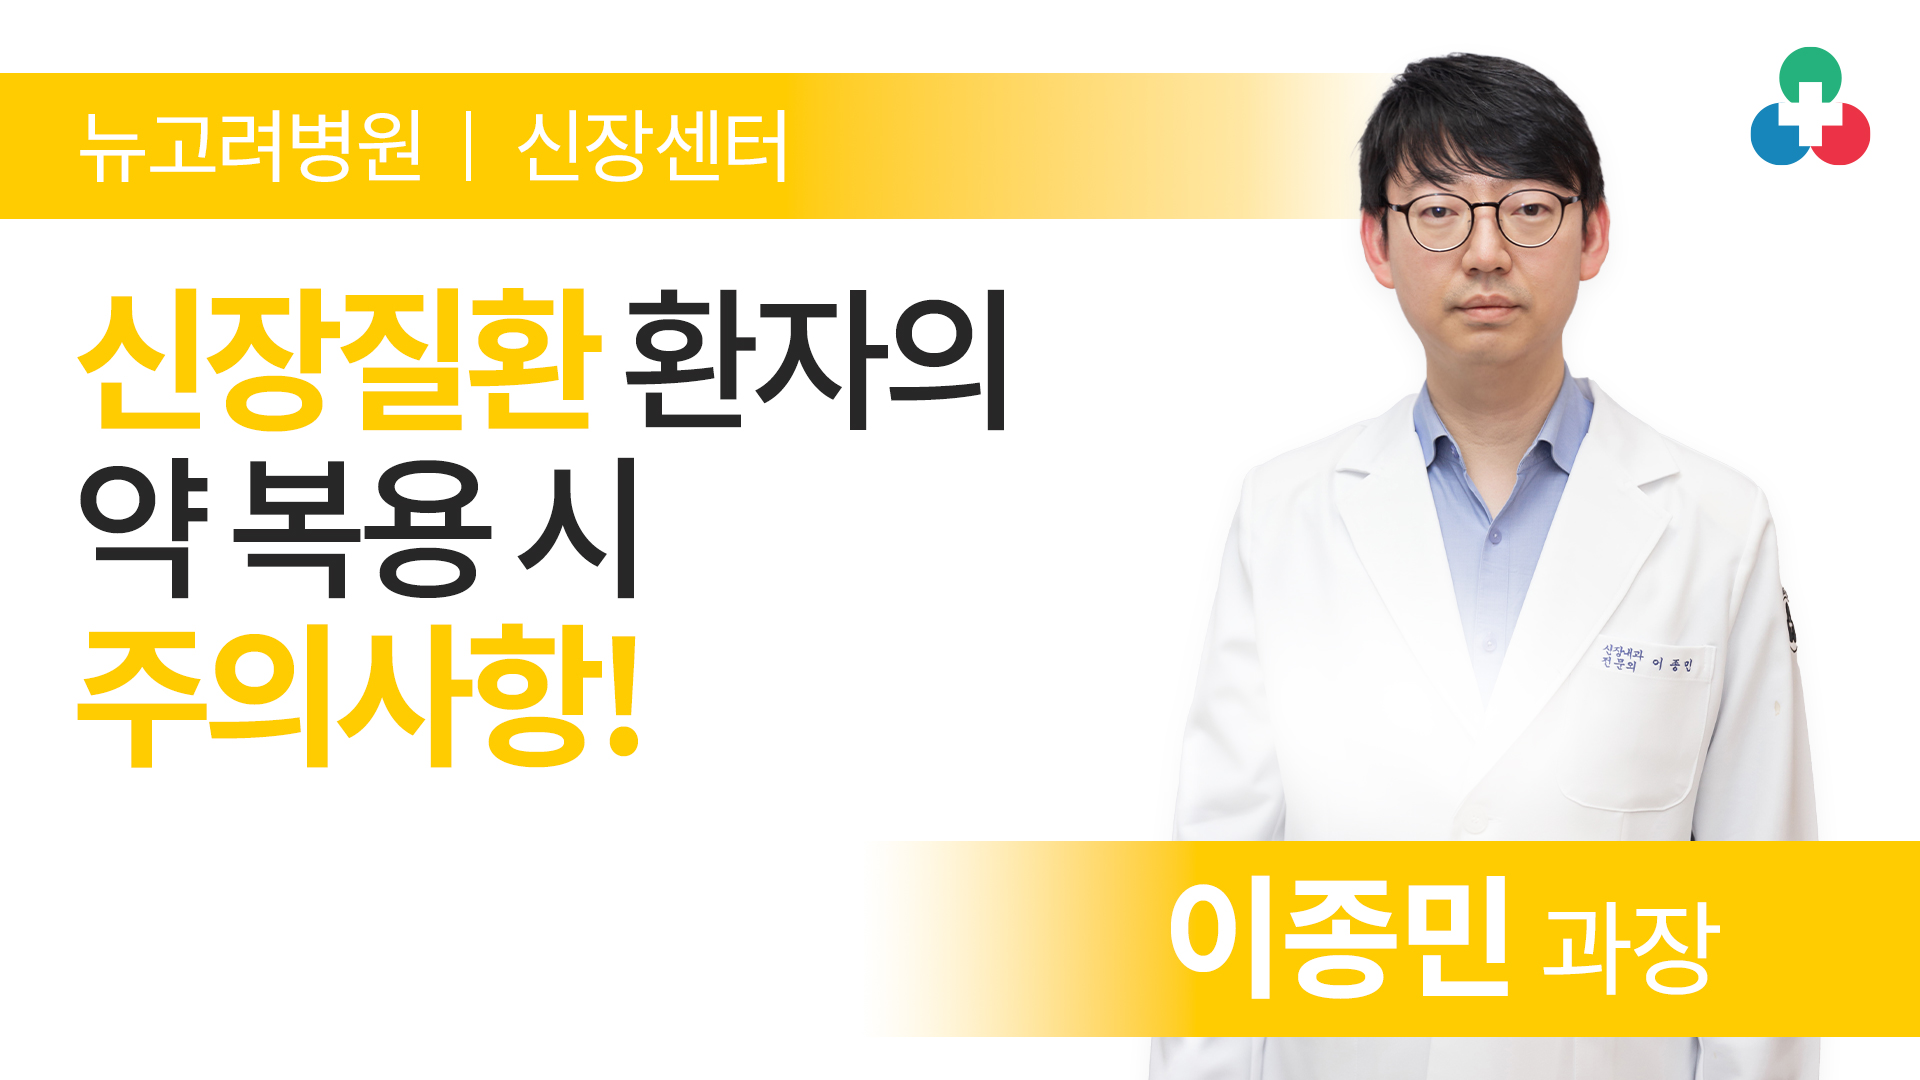 뉴고려병원 | 신장센터
신장질환 환자의
약 복용 시
주의사항!
신장내과
전문의 이종민
이종민 과장